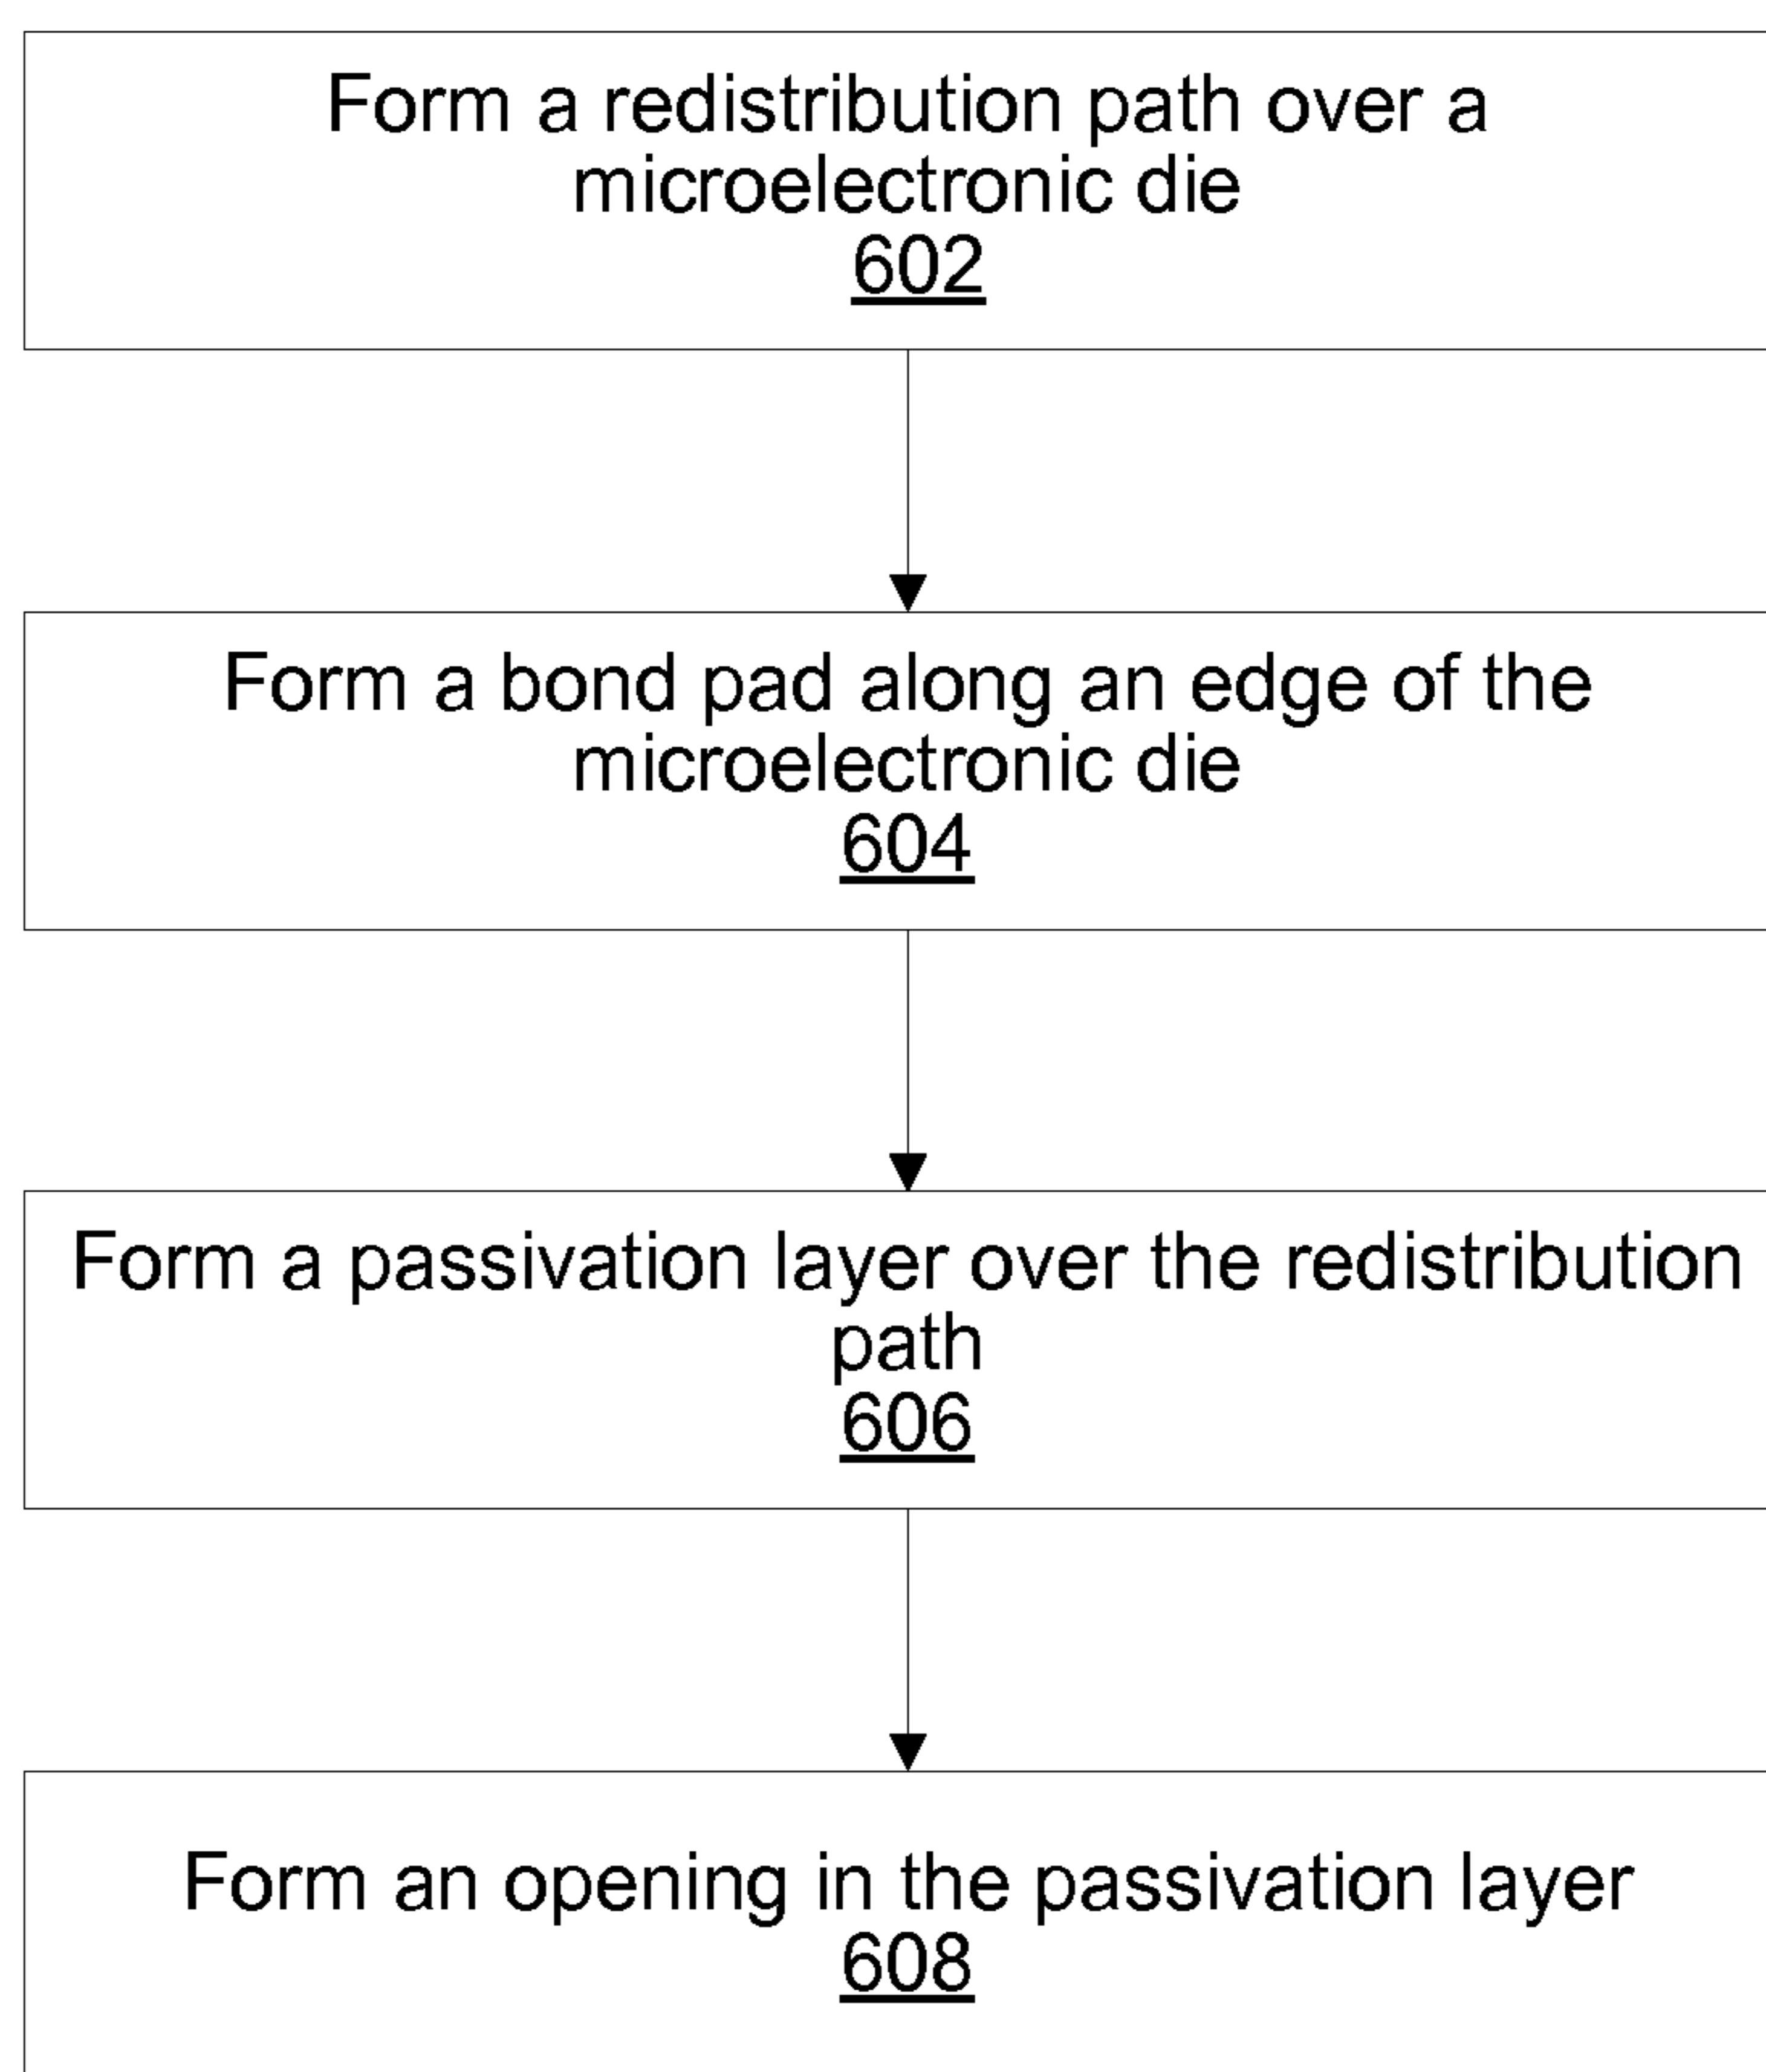 Form a redistribution path over a
microelectronic die
602
Form a bond pad along an edge of the
microelectronic die
604
Form a passivation layer over the redistribution
path
606
Form an opening in the passivation layer
608